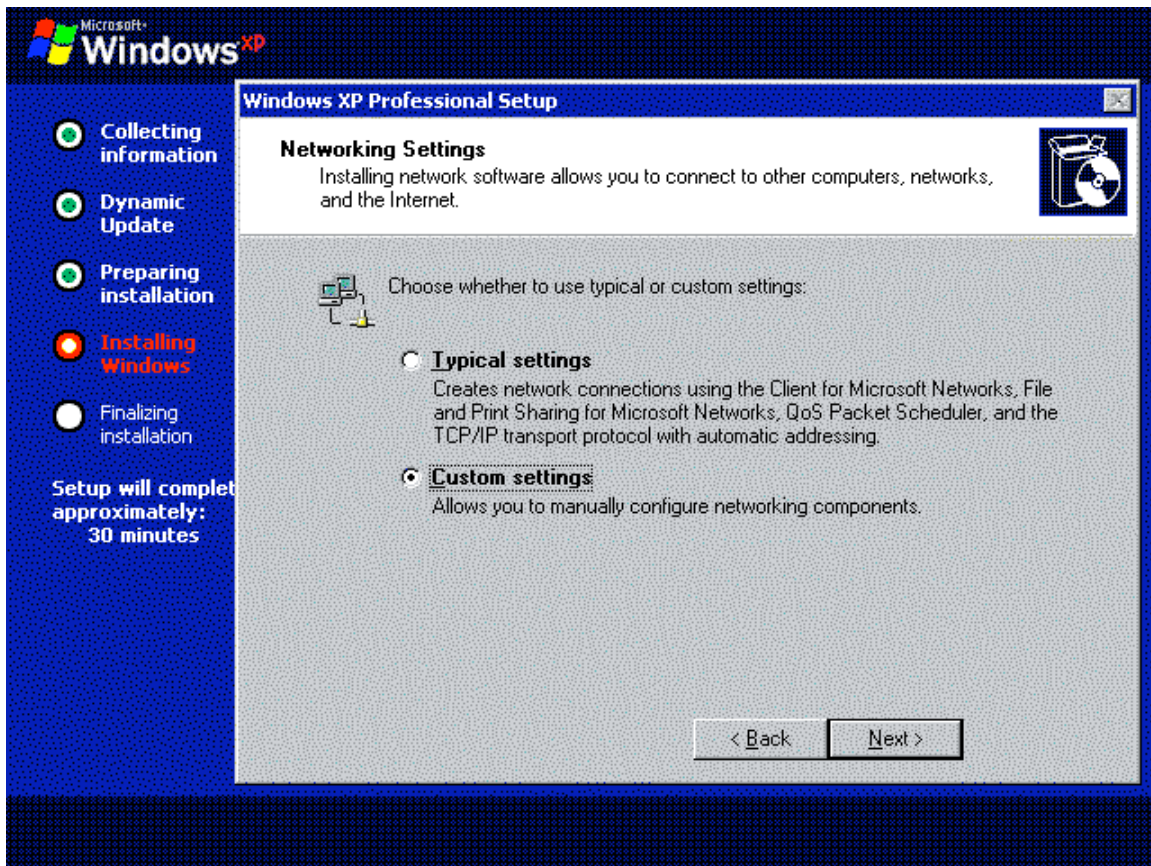 Microsoft
Windows XP
Windows XP Professional Setup
Collecting
information
Dynamic
Update
Preparing
installation
Installing
Windows
Finalizing
installation
Setup will complet
approximately:
30 minutes
Networking Settings
Installing network software allows you to connect to other computers, networks,
and the Internet.
Choose whether to use typical or custom settings:
Typical settings
Creates network connections using the Client for Microsoft Networks, File
and Print Sharing for Microsoft Networks, QoS Packet Scheduler, and the
TCP/IP transport protocol with automatic addressing.
Custom settings
Allows you to manually configure networking components.
< Back
Next >